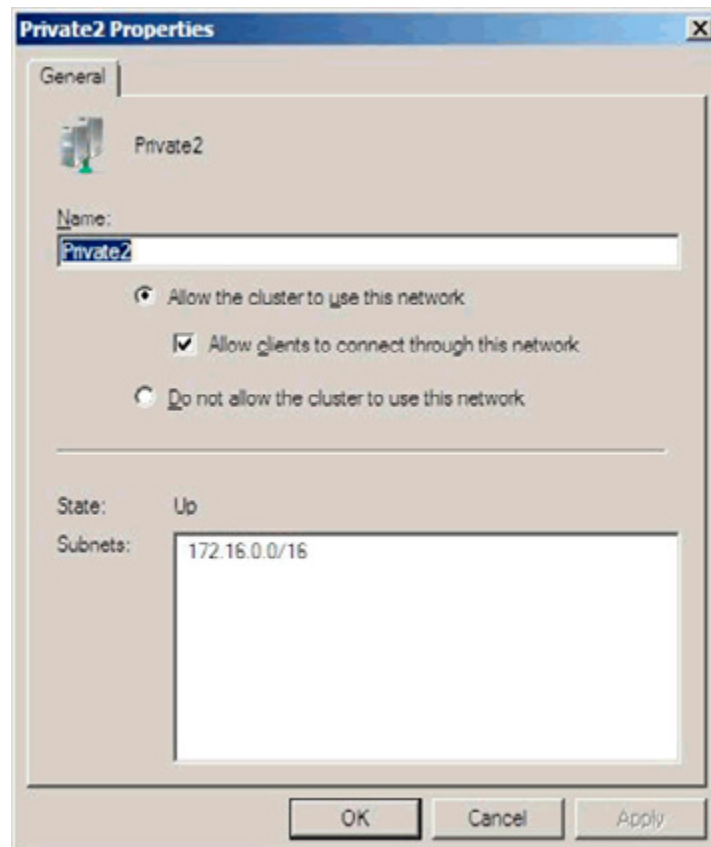 Private2 Properties
General
Private2
Name:
Private2
Allow the cluster to use this network
Allow clients to connect through this network
Do not allow the cluster to use this network
State: Up
Subnets: 172.16.0.0/16
OK Cancel Apply